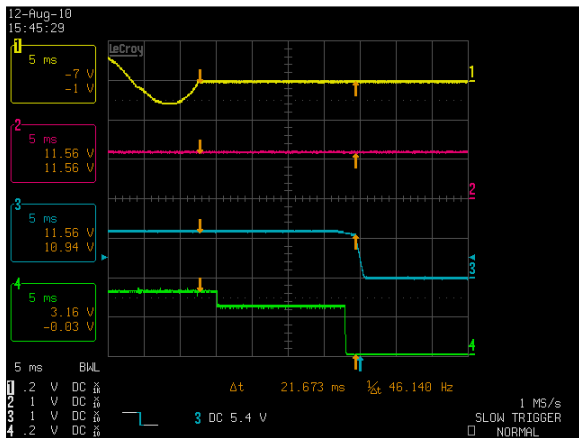 12-Aug-10
15:45:29
LeCroy
1
5 ms
-7 V
-1 V
1
2
5 ms
11.56 V
11.56 V
2
3
5 ms
11.56 V
10.94 V
3
4
5 ms
3.16 V
-0.03 V
4
5 ms BWL
1 .2 V DC
2 1 V DC
3 1 V DC
4 .2 V DC
Δt 21.673 ms 1/Δt 46.140 Hz
3 DC 5.4 V
1 MS/s
SLOW TRIGGER
NORMAL